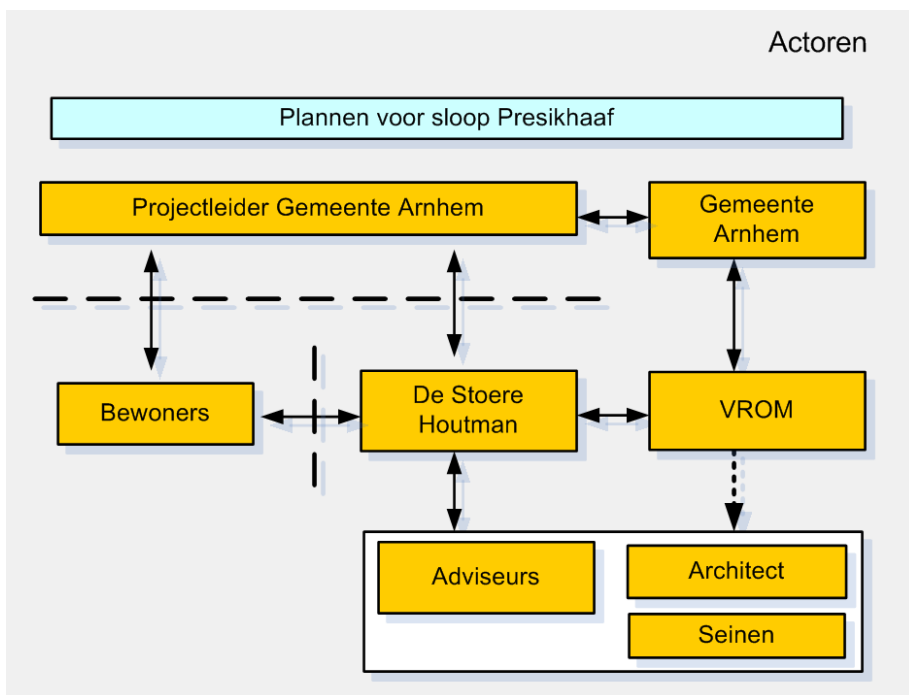 Actoren
Plannen voor sloop Presikhaaf
Projectleider Gemeente Arnhem
Gemeente
Arnhem
Bewoners
De Stoere
Houtman
VROM
Adviseurs
Architect
Seinen